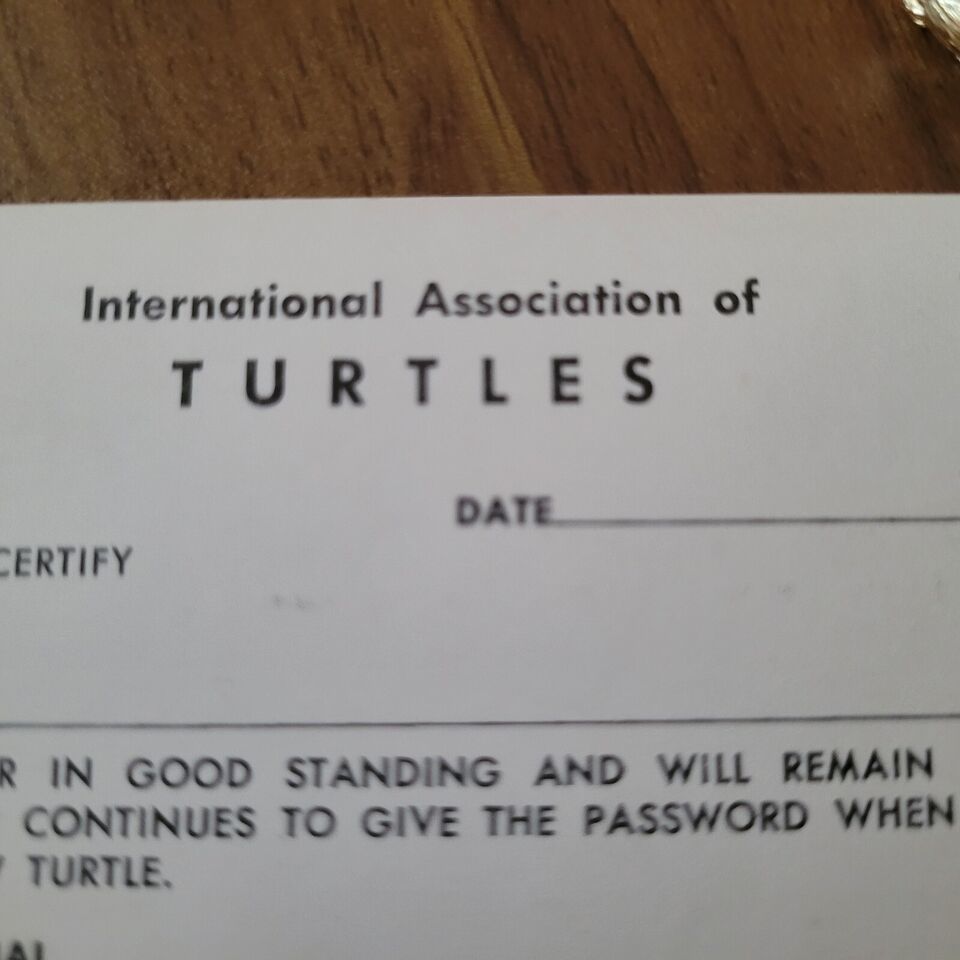 International Association of
TURTLES
DATE
CERTIFY
R IN GOOD STANDING AND WILL REMAIN
CONTINUES TO GIVE THE PASSWORD WHEN
Y TURTLE.